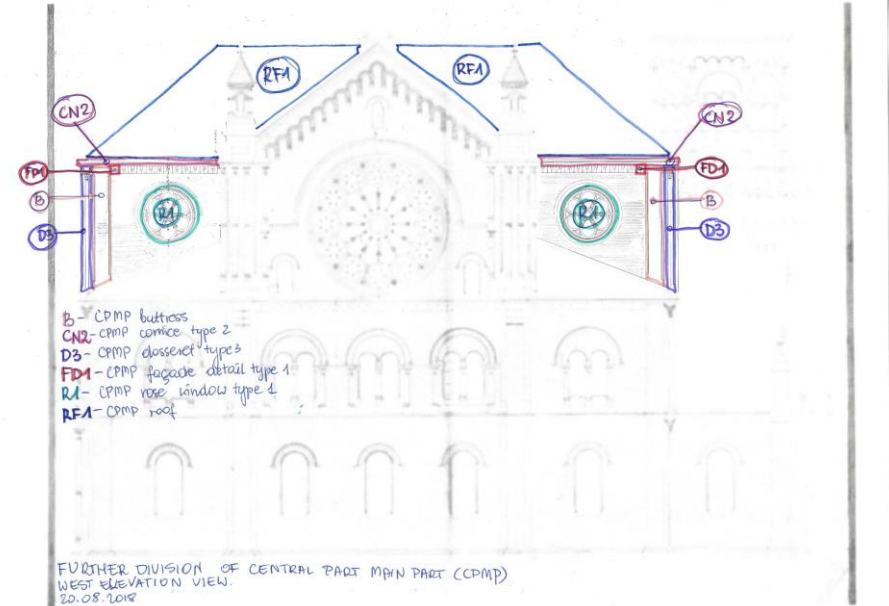 RF1
RF1
CN2
CN2
FD1
FD1
B
B
R1
R1
D3
D3
B - CPMP buttress
CN2 - CPMP cornice type 2
D3 - CPMP dosseret type 3
FD1 - CPMP façade detail type 1
R1 - CPMP rose window type 1
RF1 - CPMP roof
FURTHER DIVISION OF CENTRAL PART MAIN PART (CPMP)
WEST ELEVATION VIEW.
20.08.2018